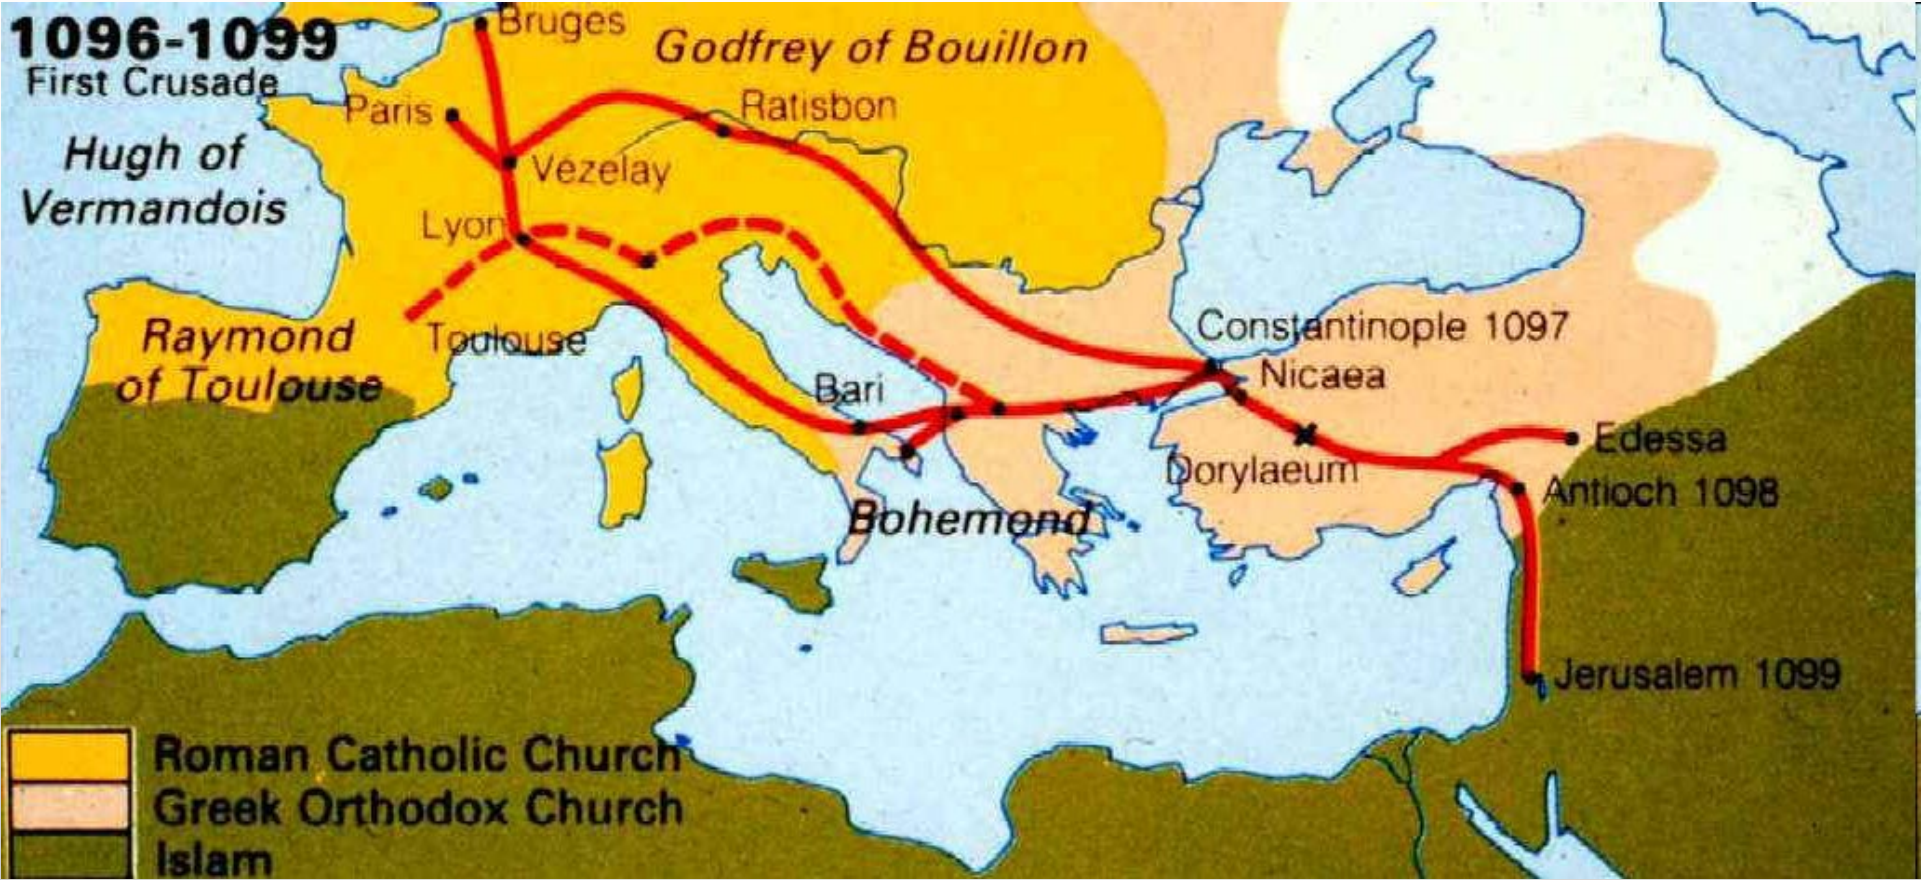 1096-1099
First Crusade
Bruges
Godfrey of Bouillon
Paris
Ratisbon
Hugh of
Vermandois
Vezelay
Lyon
Raymond
of Toulouse
Toulouse
Constantinople 1097
Bari
Nicaea
Edessa
Dorylaeum
Antioch 1098
Bohemond
Jerusalem 1099
Roman Catholic Church
Greek Orthodox Church
Islam